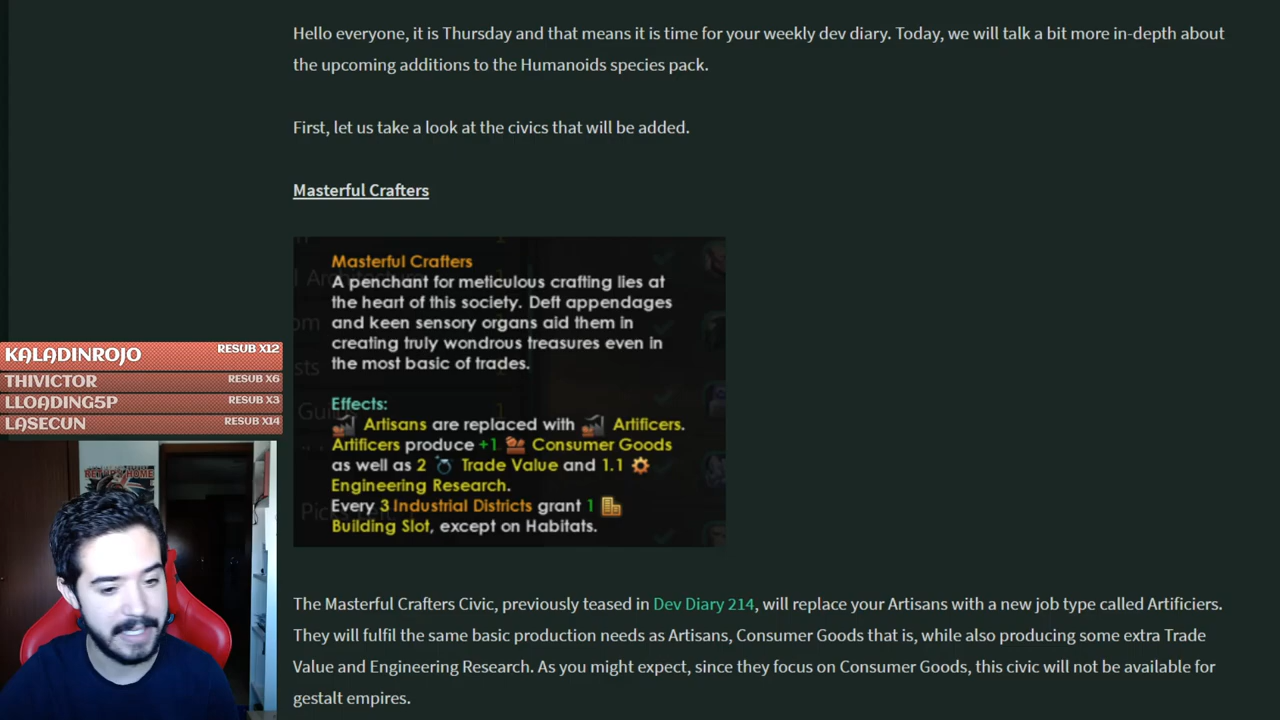 Hello everyone, it is Thursday and that means it is time for your weekly dev diary. Today, we will talk a bit more in-depth about
the upcoming additions to the Humanoids species pack.
First, let us take a look at the civics that will be added.
Masterful Crafters
Masterful Crafters
A penchant for meticulous crafting lies at
the heart of this society. Deft appendages
and keen sensory organs aid them in
creating truly wondrous treasures even in
the most basic of trades.
Effects:
Artisans are replaced with Artificers.
Artificers produce +1 Consumer Goods
as well as 2 Trade Value and 1.1
Engineering Research.
Every 3 Industrial Districts grant 1
Building Slot, except on Habitats.
KALADINROJO RESUB X12
THIVICTOR RESUB X6
LLOADING5P RESUB X3
LASECUN RESUB X14
The Masterful Crafters Civic, previously teased in Dev Diary 214, will replace your Artisans with a new job type called Artificiers.
They will fulfil the same basic production needs as Artisans, Consumer Goods that is, while also producing some extra Trade
Value and Engineering Research. As you might expect, since they focus on Consumer Goods, this civic will not be available for
gestalt empires.